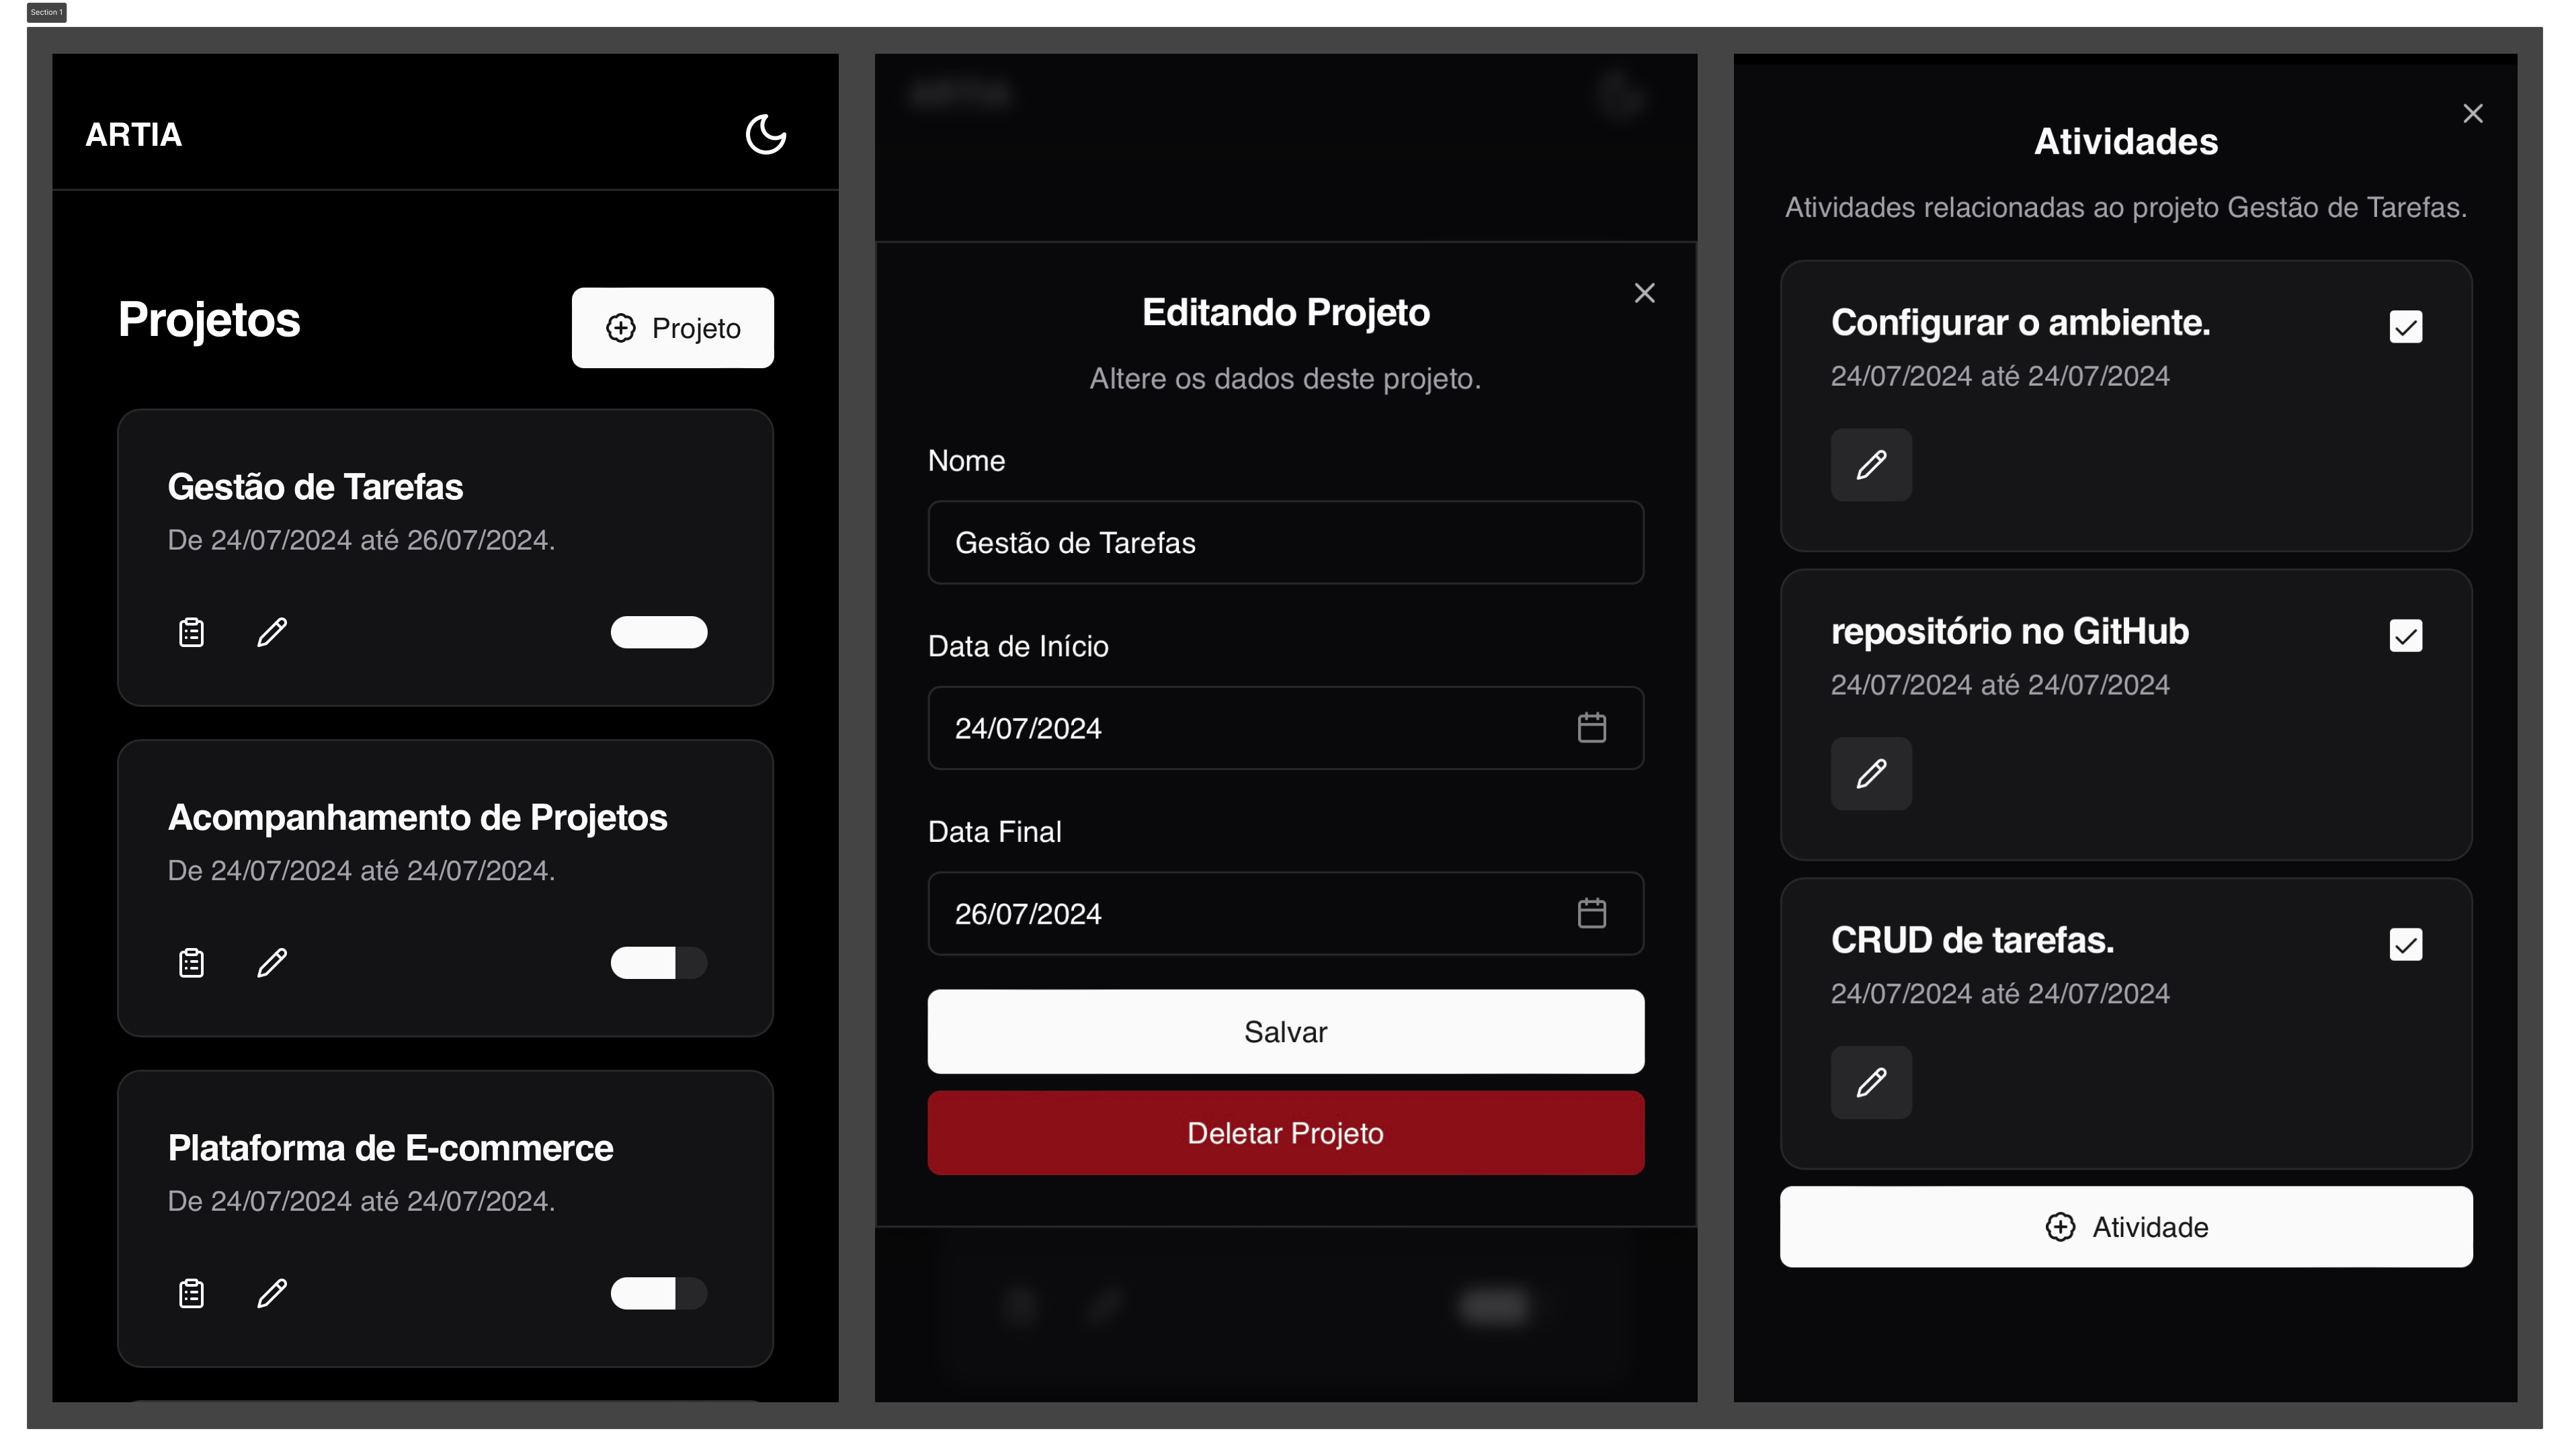 Section 1
ARTIA
Projetos
Projeto
Gestão de Tarefas
De 24/07/2024 até 26/07/2024.
Acompanhamento de Projetos
De 24/07/2024 até 24/07/2024.
Plataforma de E-commerce
De 24/07/2024 até 24/07/2024.
Editando Projeto
Altere os dados deste projeto.
Nome
Gestão de Tarefas
Data de Início
24/07/2024
Data Final
26/07/2024
Salvar
Deletar Projeto
Atividades
Atividades relacionadas ao projeto Gestão de Tarefas.
Configurar o ambiente.
24/07/2024 até 24/07/2024
repositório no GitHub
24/07/2024 até 24/07/2024
CRUD de tarefas.
24/07/2024 até 24/07/2024
Atividade